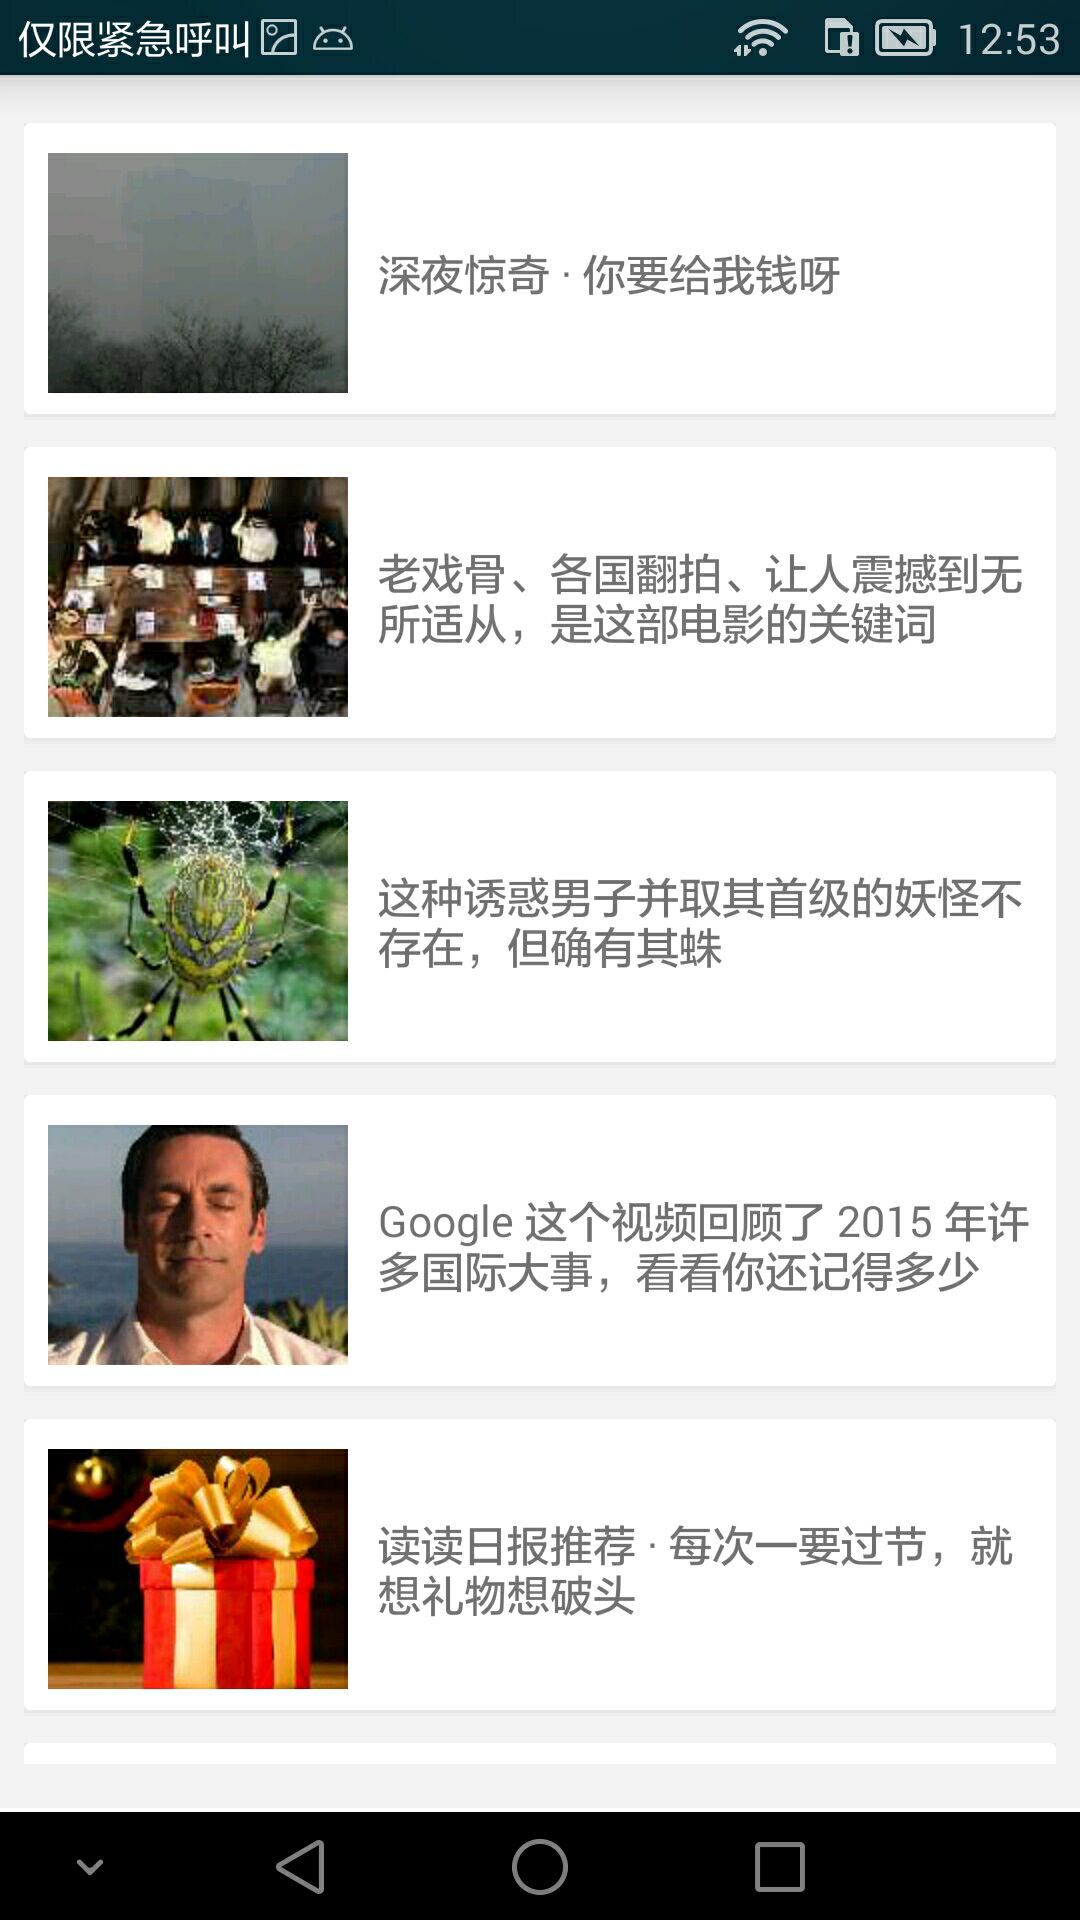 仅限紧急呼叫 12:53
深夜惊奇 · 你要给我钱呀
老戏骨、各国翻拍、让人震撼到无
所适从，是这部电影的关键词
这种诱惑男子并取其首级的妖怪不
存在，但确有其蛛
Google 这个视频回顾了 2015 年许
多国际大事，看看你还记得多少
读读日报推荐 · 每次一要过节，就
想礼物想破头